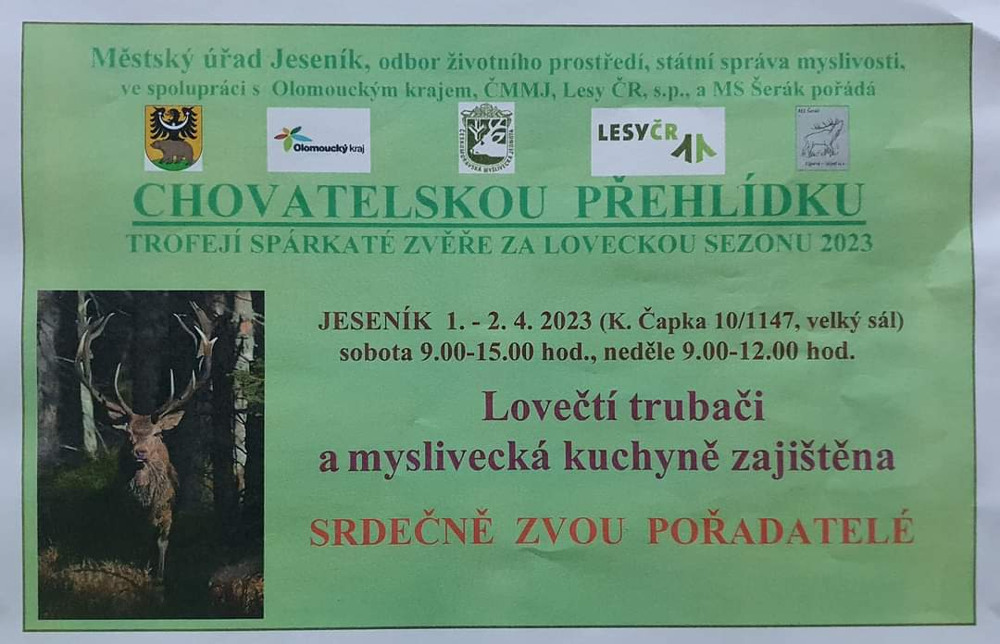 Městský úřad Jeseník, odbor životního prostředí, státní správa myslivosti,
ve spolupráci s Olomouckým krajem, ČMMJ, Lesy ČR, s.p., a MS Šerák pořádá
Olomoucký kraj
ČESKOMORAVSKÁ MYSLIVECKÁ JEDNOTA
LESYČR
MS Šerák
CHOVATELSKOU PŘEHLÍDKU
TROFEJÍ SPÁRKATÉ ZVĚŘE ZA LOVECKOU SEZONU 2023
JESENÍK 1. - 2. 4. 2023 (K. Čapka 10/1147, velký sál)
sobota 9.00-15.00 hod., neděle 9.00-12.00 hod.
Lovečtí trubači
a myslivecká kuchyně zajištěna
SRDEČNĚ ZVOU POŘADATELÉ